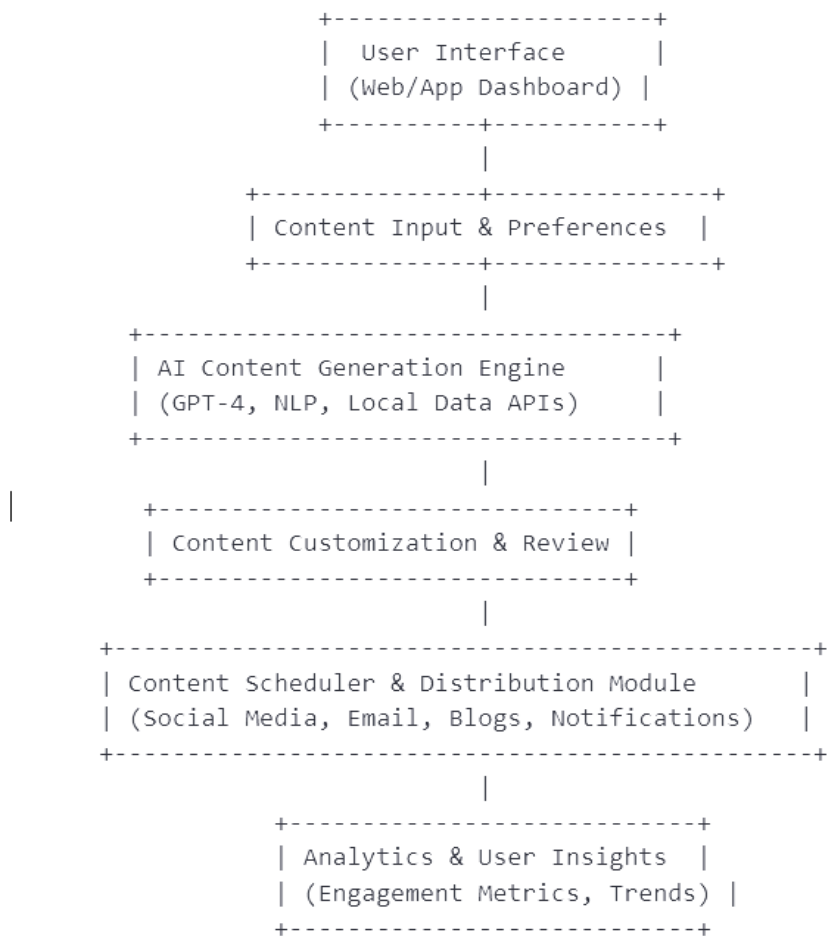 User Interface
(Web/App Dashboard)
Content Input & Preferences
AI Content Generation Engine
(GPT-4, NLP, Local Data APIs)
Content Customization & Review
Content Scheduler & Distribution Module
(Social Media, Email, Blogs, Notifications)
Analytics & User Insights
(Engagement Metrics, Trends)